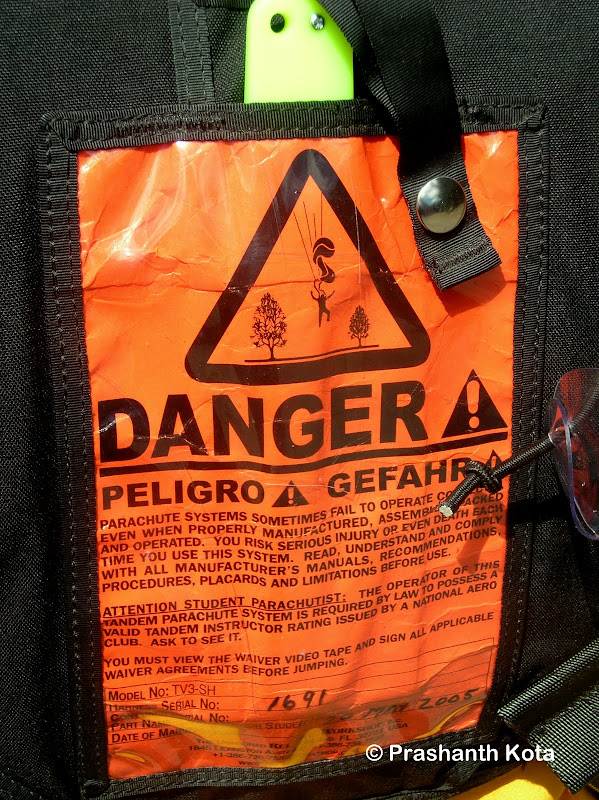 DANGER
PELIGRO GEFAHR
PARACHUTE SYSTEMS SOMETIMES FAIL TO OPERATE
EVEN WHEN PROPERLY MANUFACTURED, PACKED
AND OPERATED. YOU RISK SERIOUS INJURY OR EVEN DEATH EACH
TIME YOU USE THIS SYSTEM. READ, UNDERSTAND AND COMPLY
WITH ALL MANUFACTURER'S MANUALS, RECOMMENDATIONS,
PROCEDURES, PLACARDS AND LIMITATIONS BEFORE USE.
ATTENTION STUDENT PARACHUTIST: THE OPERATOR OF THIS
TANDEM PARACHUTE SYSTEM IS REQUIRED BY LAW TO POSSESS A
VALID TANDEM INSTRUCTOR RATING ISSUED BY A NATIONAL AERO
CLUB. ASK TO SEE IT.
YOU MUST VIEW THE WAIVER VIDEO TAPE AND SIGN ALL APPLICABLE
WAIVER AGREEMENTS BEFORE JUMPING.
MODEL NO: TV3-SH
HARNESS SERIAL NO: 1691
PART NAME:
DATE OF MAY 2005
© Prashanth Kota